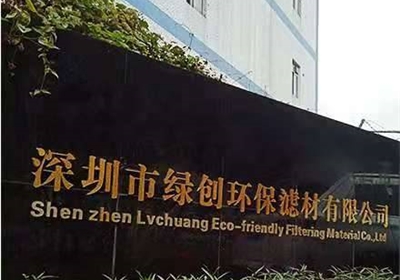 深圳市绿创环保滤材有限公司
Shen zhen Lvchuang Eco-friendly Filtering Material Co.,Ltd